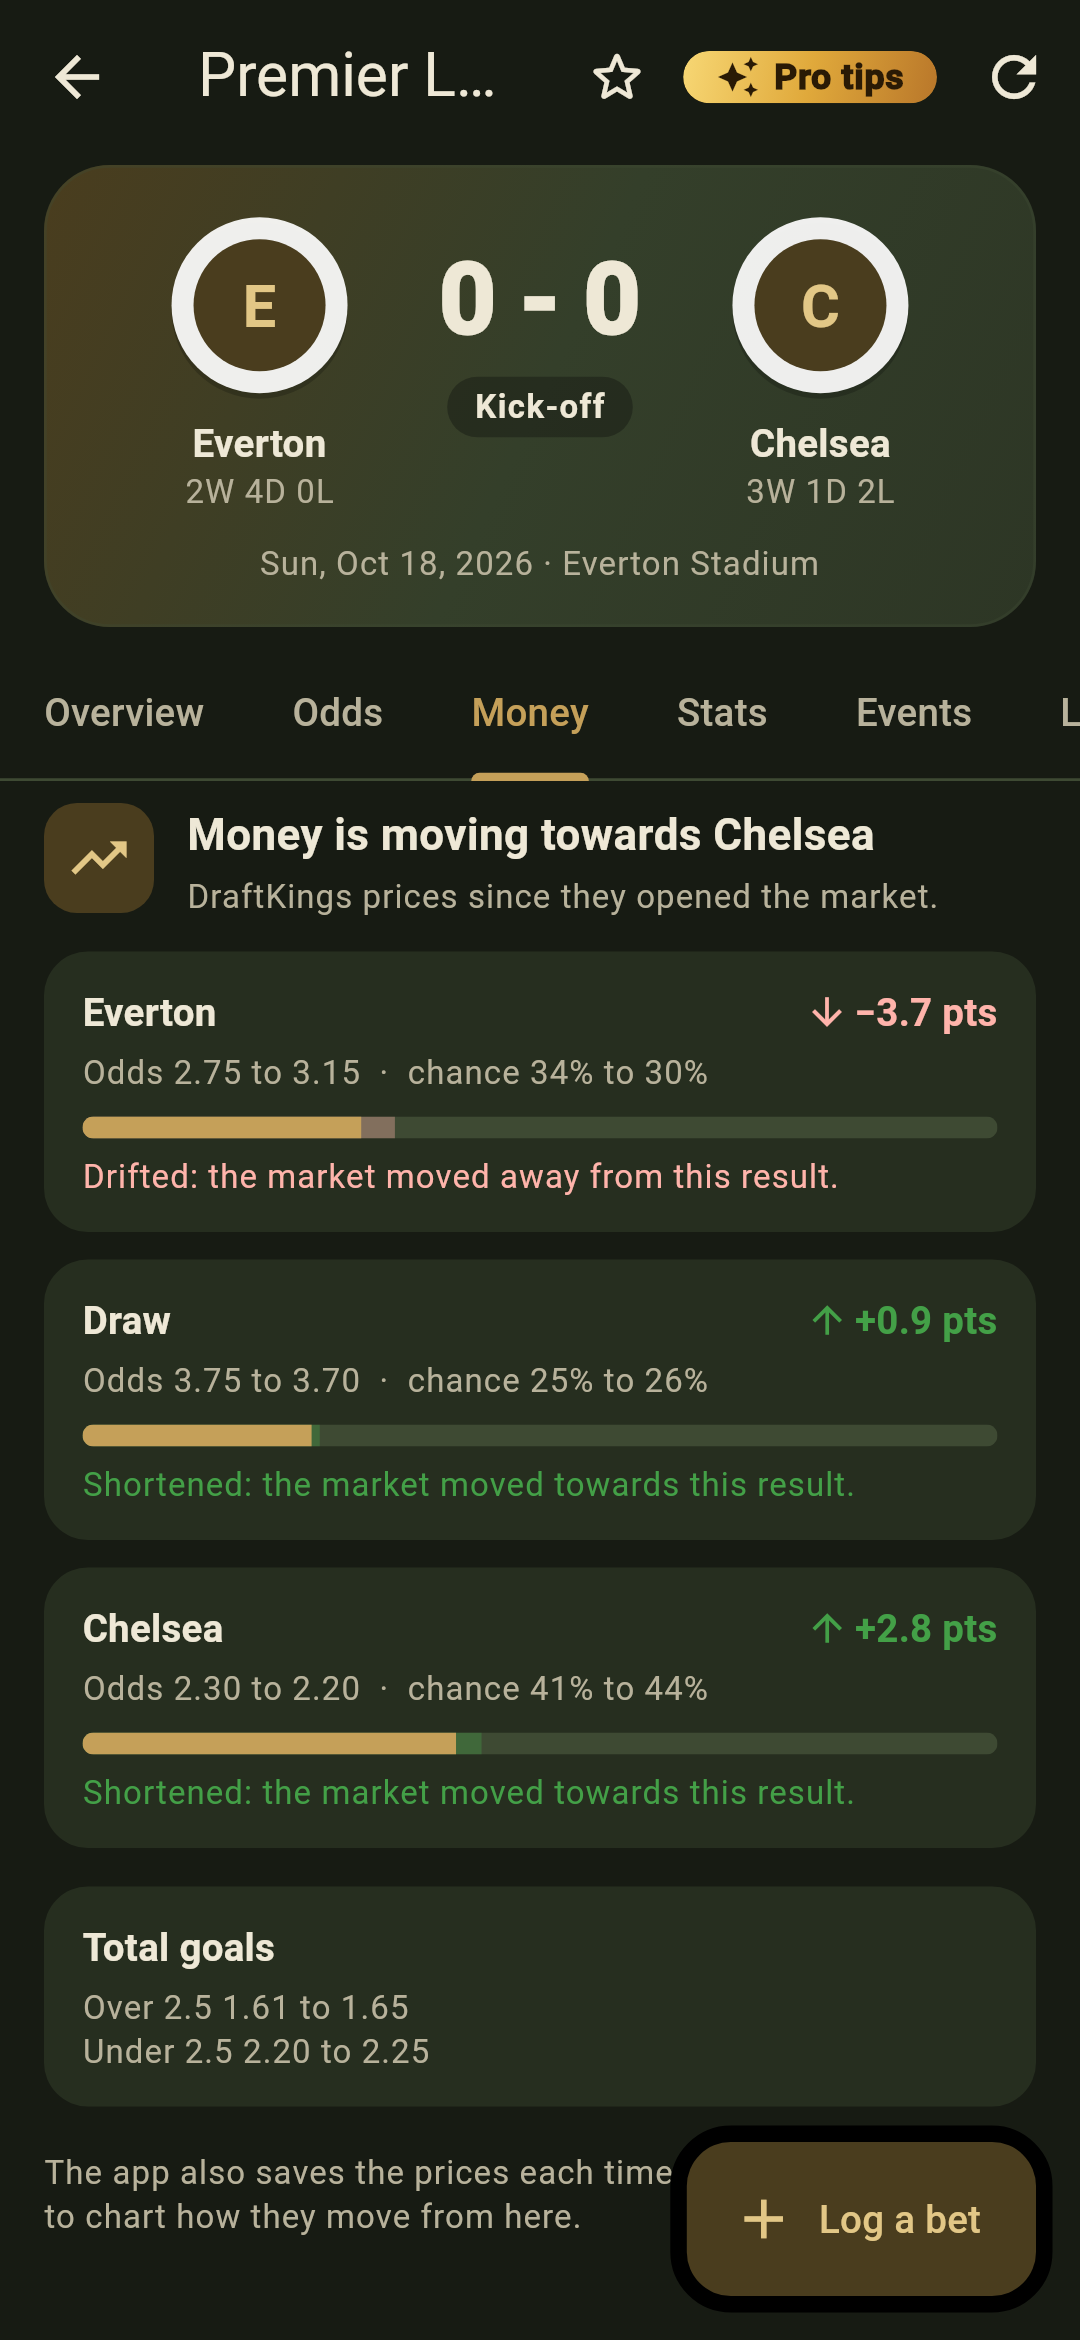 Premier L...
Pro tips
E
0 - 0
C
Kick-off
Everton
Chelsea
2W 4D 0L
3W 1D 2L
Sun, Oct 18, 2026 · Everton Stadium
Overview Odds Money Stats Events L
Money is moving towards Chelsea
DraftKings prices since they opened the market.
Everton
−3.7 pts
Odds 2.75 to 3.15 · chance 34% to 30%
Drifted: the market moved away from this result.
Draw
+0.9 pts
Odds 3.75 to 3.70 · chance 25% to 26%
Shortened: the market moved towards this result.
Chelsea
+2.8 pts
Odds 2.30 to 2.20 · chance 41% to 44%
Shortened: the market moved towards this result.
Total goals
Over 2.5 1.61 to 1.65
Under 2.5 2.20 to 2.25
The app also saves the prices each time
to chart how they move from here.
Log a bet